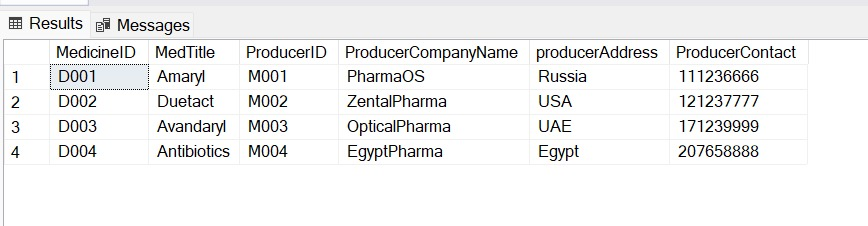 Results Messages
MedicineID MedTitle ProducerID ProducerCompanyName producerAddress ProducerContact
1 D001 Amaryl M001 PharmaOS Russia 111236666
2 D002 Duetact M002 ZentalPharma USA 121237777
3 D003 Avandaryl M003 OpticalPharma UAE 171239999
4 D004 Antibiotics M004 EgyptPharma Egypt 207658888